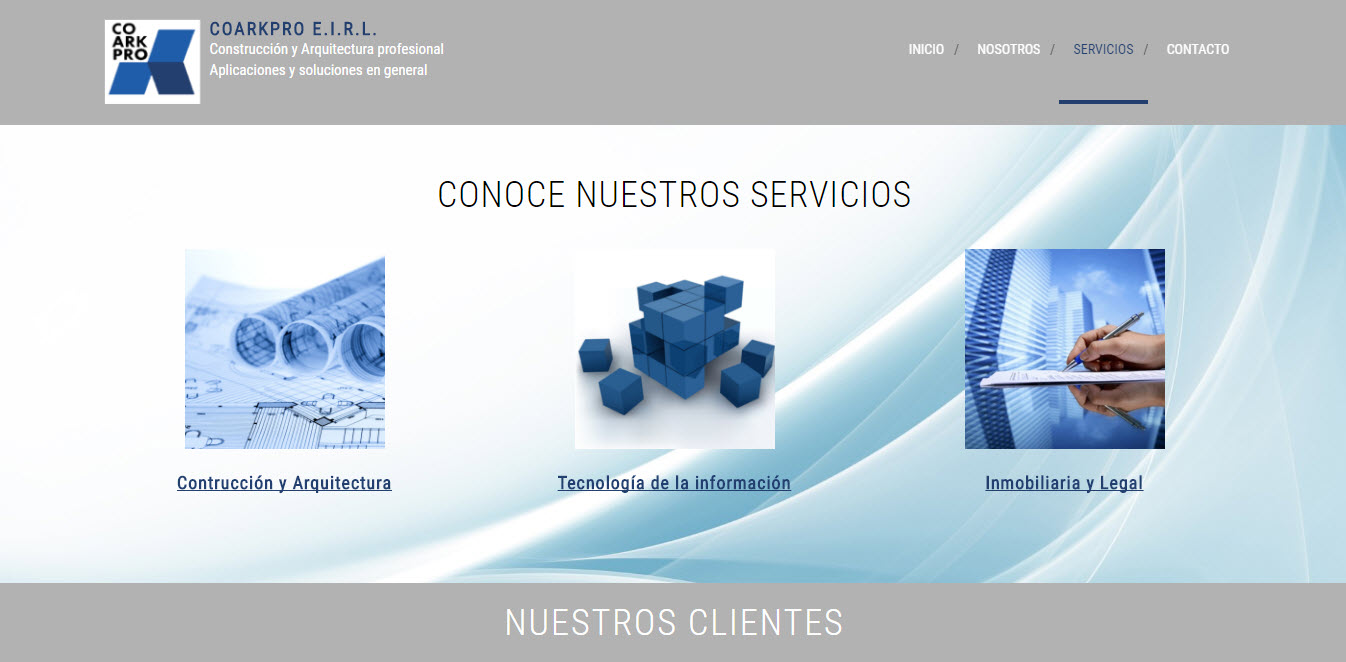 CO
ARK
PRO
COARKPRO E.I.R.L.
Construcción y Arquitectura profesional
Aplicaciones y soluciones en general
INICIO / NOSOTROS / SERVICIOS / CONTACTO
CONOCE NUESTROS SERVICIOS
Contrucción y Arquitectura
Tecnología de la información
Inmobiliaria y Legal
NUESTROS CLIENTES